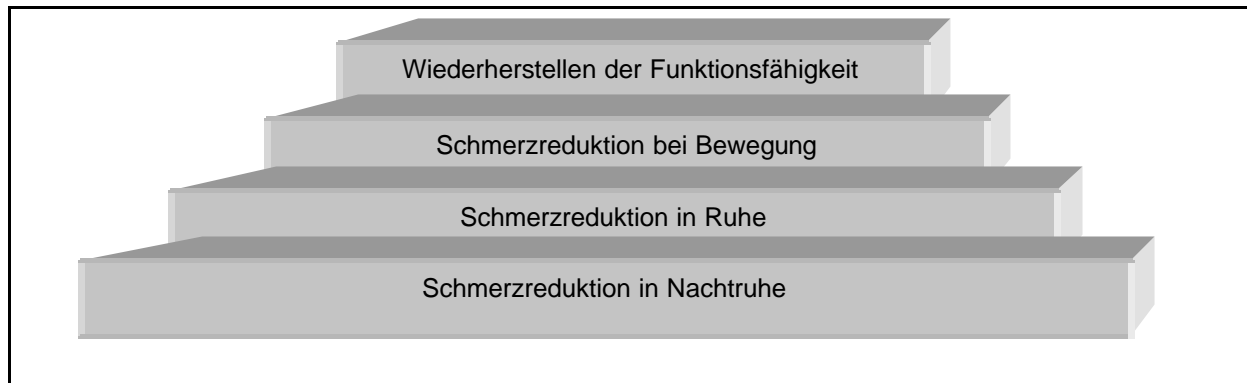 Wiederherstellen der Funktionsfähigkeit
Schmerzreduktion bei Bewegung
Schmerzreduktion in Ruhe
Schmerzreduktion in Nachtruhe